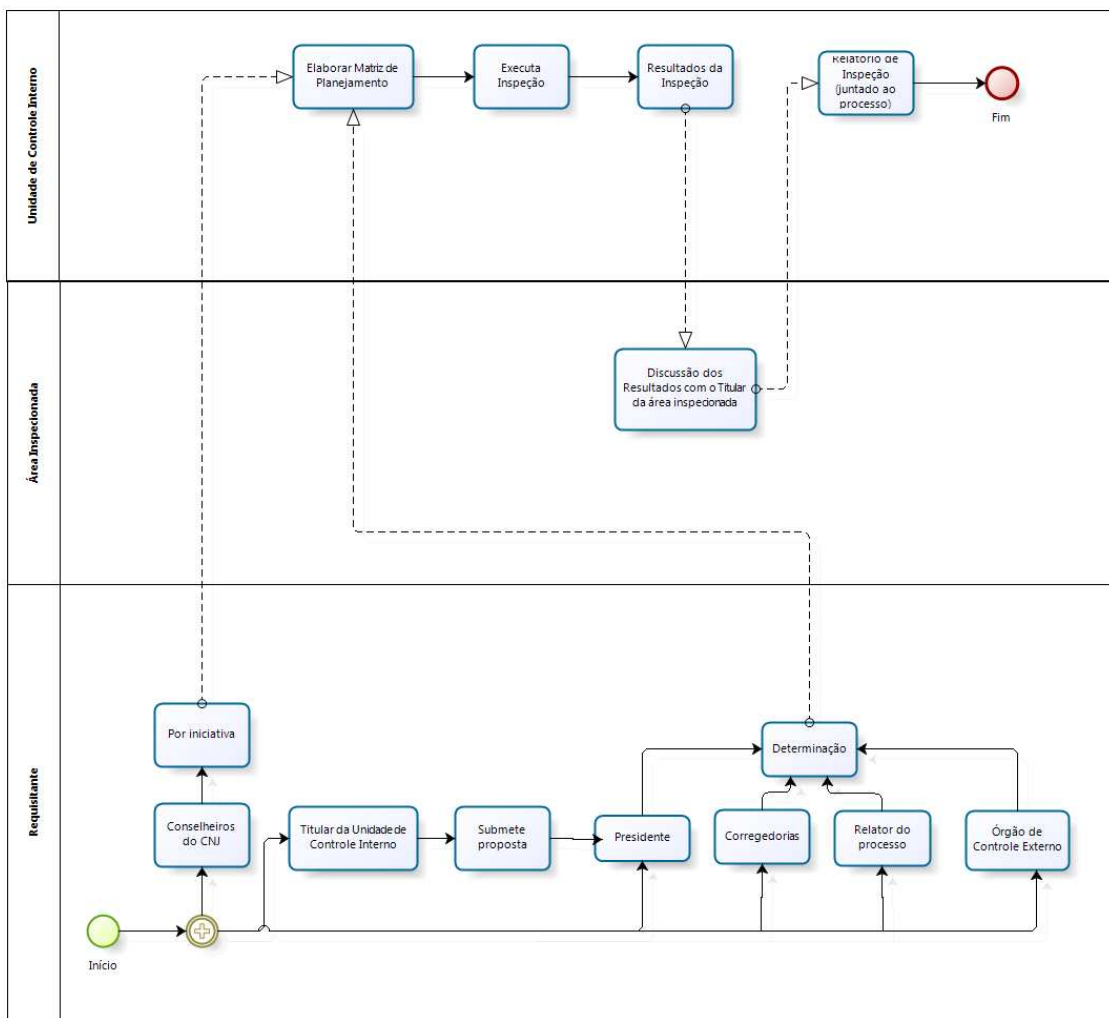 Unidade de Controle Interno
Elaborar Matriz de
Planejamento
Executa
Inspeção
Resultados da
Inspeção
Relatório de
Inspeção
(juntado ao
processo)
Fim
Área Inspecionada
Discussão dos
Resultados com o Titular
da área inspecionada
Requisitante
Por iniciativa
Determinação
Conselheiros
do CNJ
Titular da Unidade de
Controle Interno
Submete
proposta
Presidente
Corregedorias
Relator do
processo
Órgão de
Controle Externo
Início